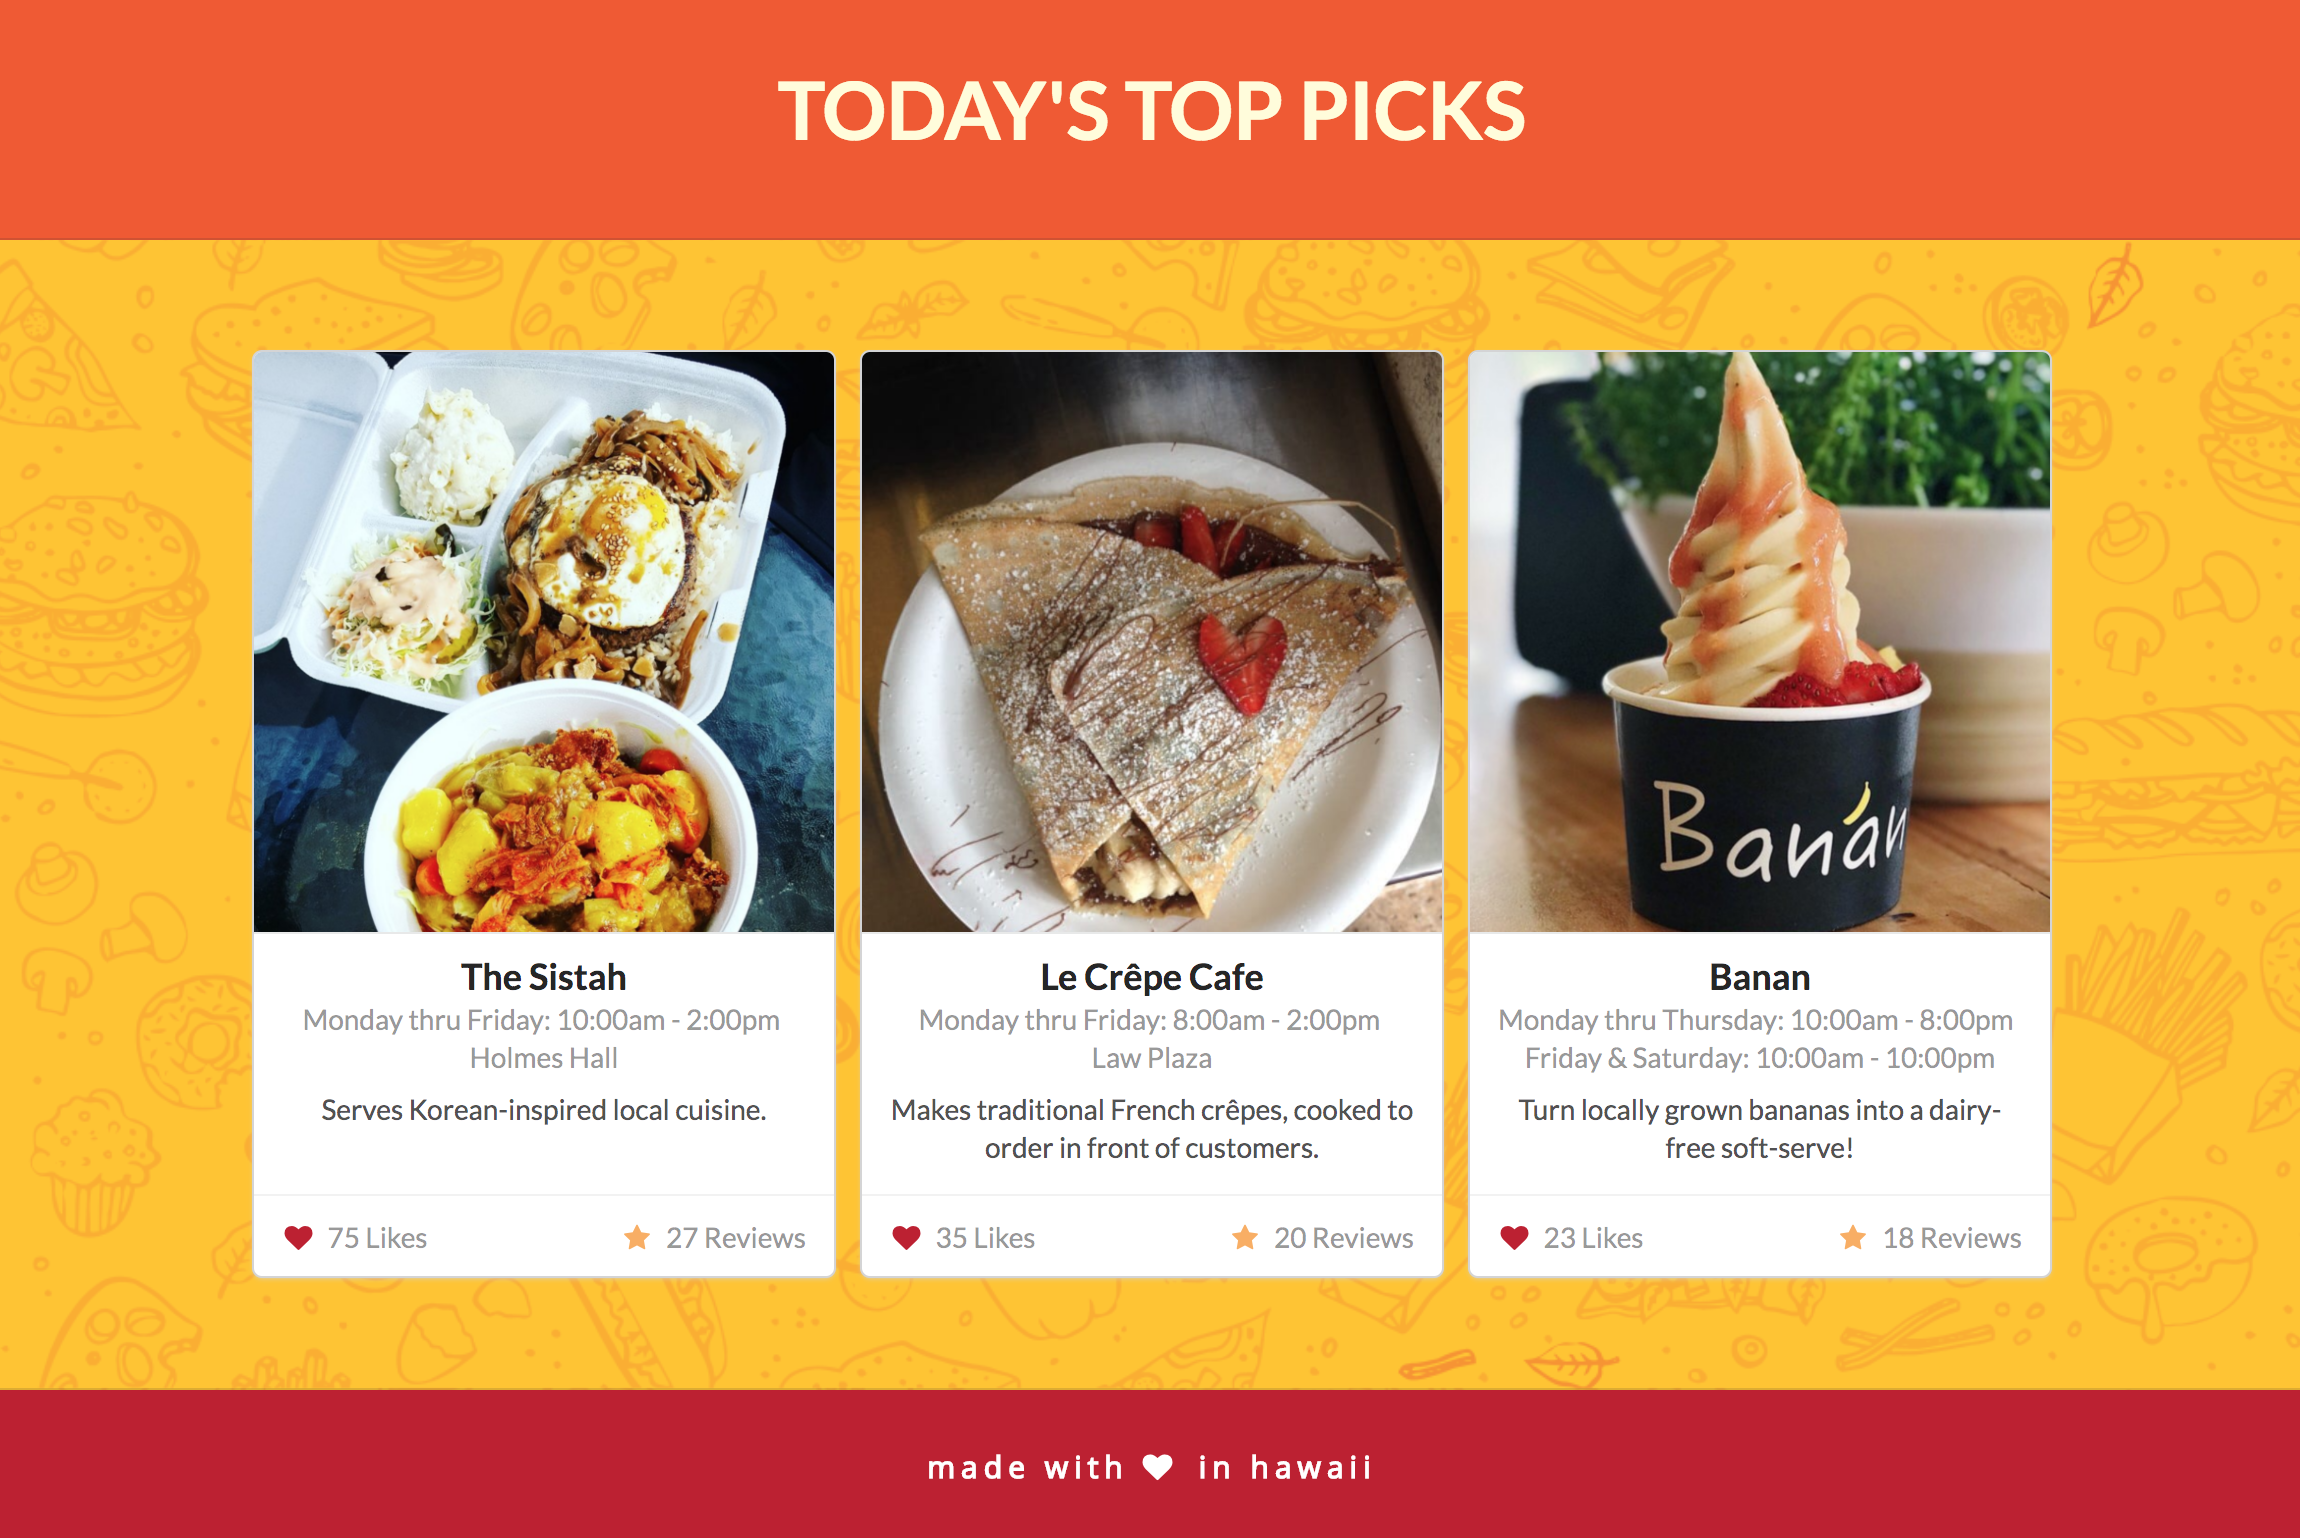 TODAY'S TOP PICKS
Banán
The Sistah
Monday thru Friday: 10:00am - 2:00pm
Holmes Hall
Serves Korean-inspired local cuisine.
75 Likes
27 Reviews
Le Crêpe Cafe
Monday thru Friday: 8:00am - 2:00pm
Law Plaza
Makes traditional French crêpes, cooked to
order in front of customers.
35 Likes
20 Reviews
Banan
Monday thru Thursday: 10:00am - 8:00pm
Friday & Saturday: 10:00am - 10:00pm
Turn locally grown bananas into a dairy-
free soft-serve!
23 Likes
18 Reviews
made with in hawaii